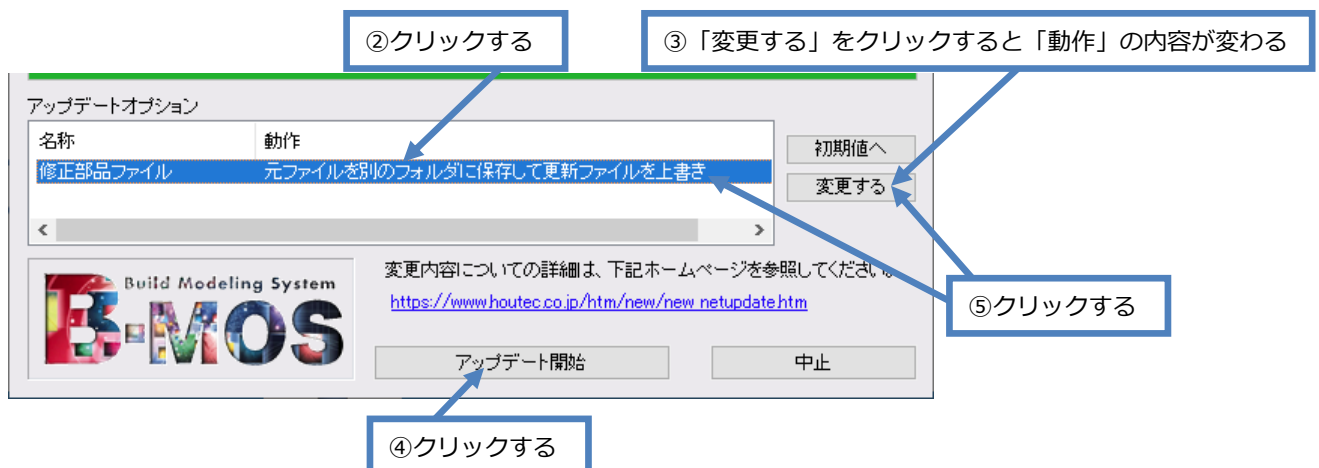 ②クリックする
③「変更する」をクリックすると「動作」の内容が変わる
アップデートオプション
名称 動作
初期値へ
修正部品ファイル 元ファイルを別のフォルダに保存して更新ファイルを上書き
変更する
Build Modeling System
B-MOS
変更内容についての詳細は、下記ホームページを参照してください。
https://www.houtec.co.jp/htm/new/new_netupdate.htm
⑤クリックする
アップデート開始
中止
④クリックする